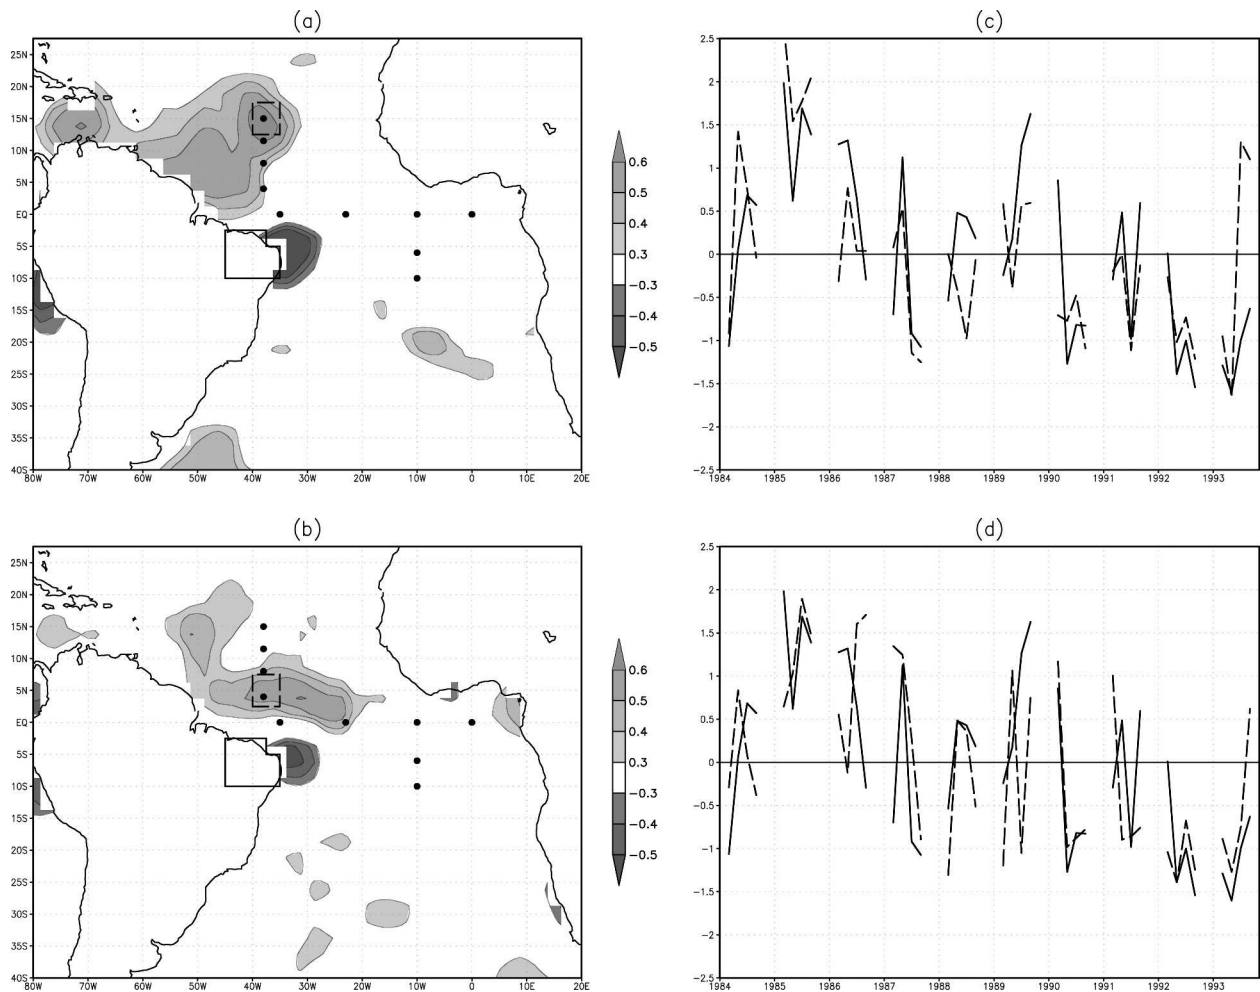 (a)
25N
20N
15N
10N
5N
EQ
5S
10S
15S
20S
25S
30S
35S
40S
80W 70W 60W 50W 40W 30W 20W 10W 0 10E 20E
0.6
0.5
0.4
0.3
−0.3
−0.4
−0.5
(c)
2.5
2
1.5
1
0.5
0
−0.5
−1
−1.5
−2
−2.5
1984 1985 1986 1987 1988 1989 1990 1991 1992 1993
(b)
25N
20N
15N
10N
5N
EQ
5S
10S
15S
20S
25S
30S
35S
40S
80W 70W 60W 50W 40W 30W 20W 10W 0 10E 20E
0.6
0.5
0.4
0.3
−0.3
−0.4
−0.5
(d)
2.5
2
1.5
1
0.5
0
−0.5
−1
−1.5
−2
−2.5
1984 1985 1986 1987 1988 1989 1990 1991 1992 1993